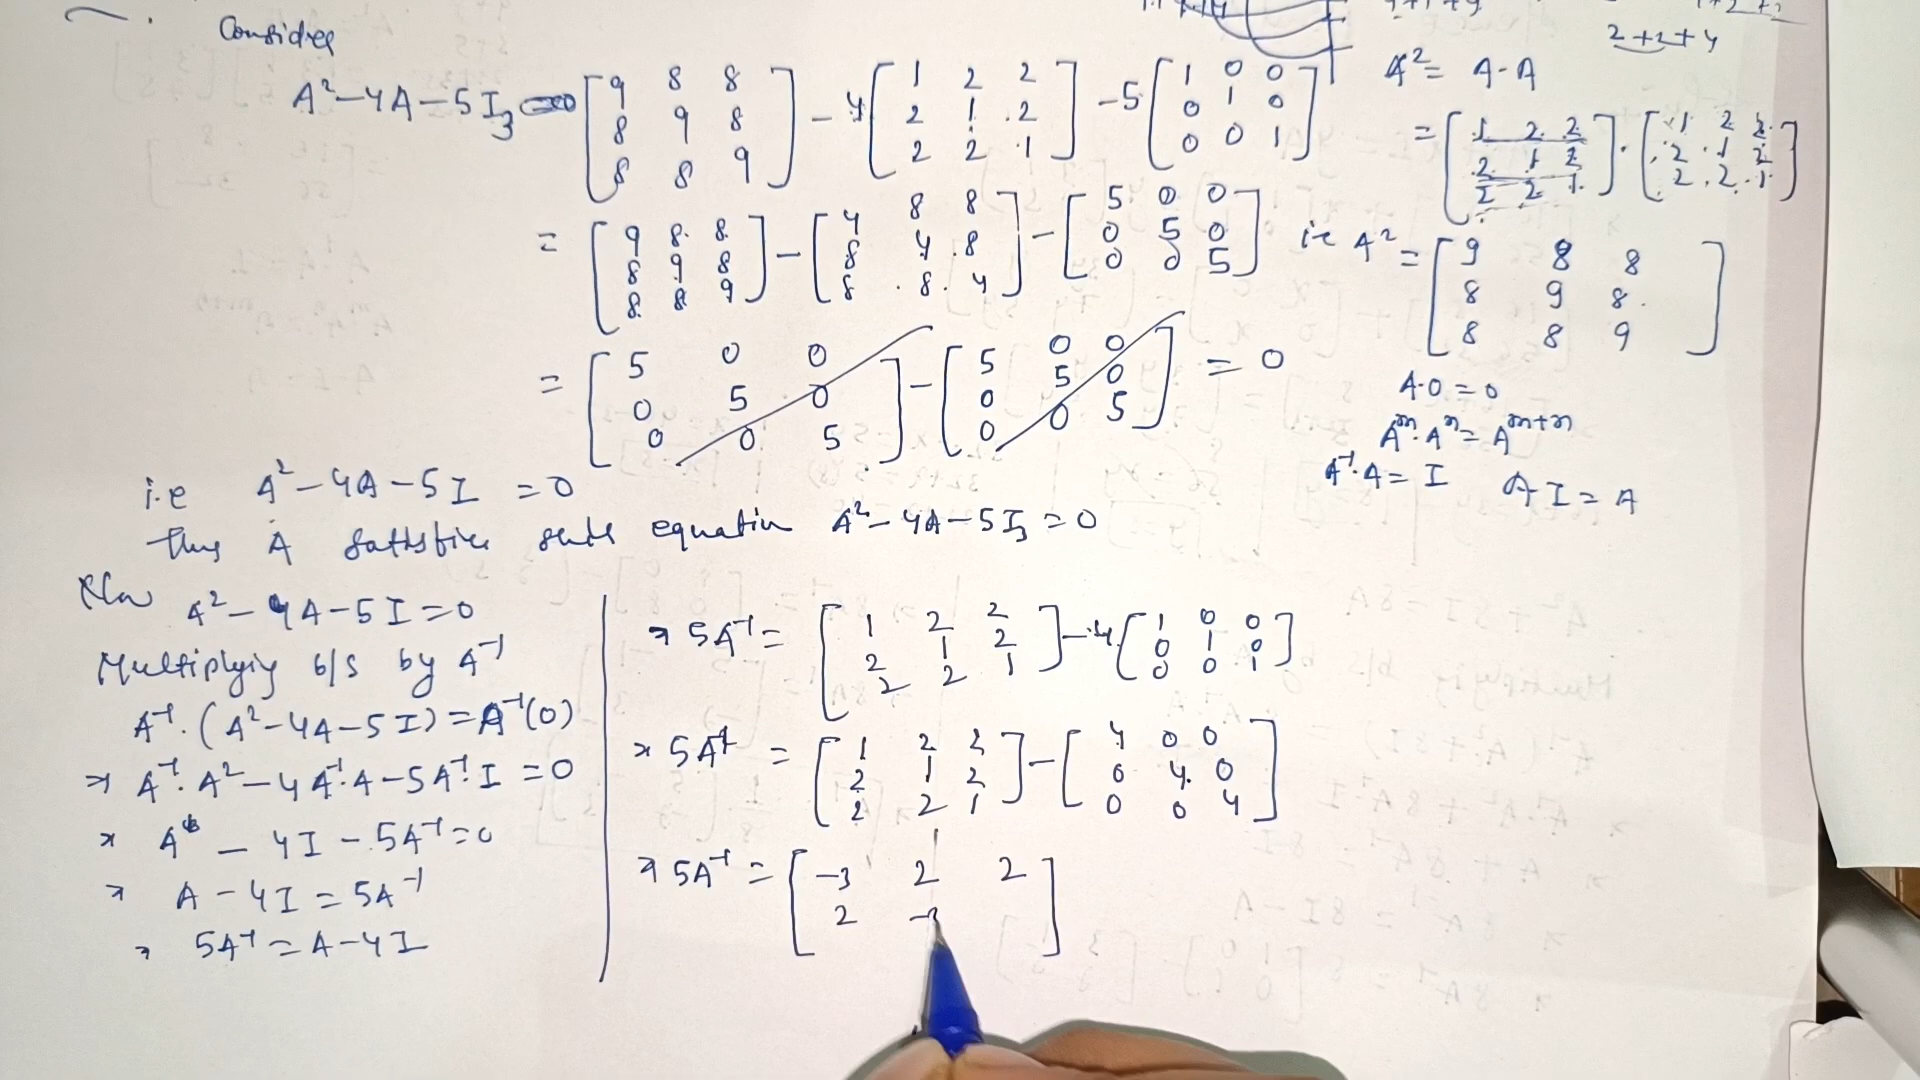 Consider
A²-4A-5I₃ = [9 8 8; 8 9 8; 8 8 9] - 4[1 2 2; 2 1 2; 2 2 1] - 5[1 0 0; 0 1 0; 0 0 1]
= [9 8 8; 8 9 8; 8 8 9] - [4 8 8; 8 4 8; 8 8 4] - [5 0 0; 0 5 0; 0 0 5]
= [5 0 0; 0 5 0; 0 0 5] - [5 0 0; 0 5 0; 0 0 5] = 0
i.e A²-4A-5I = 0
thus A equation A²-4A-5I₃ = 0
A²-4A-5I=0
Multiplyig b/s by A⁻¹
A⁻¹.(A²-4A-5I)=A⁻¹(0)
⇒ A⁻¹.A²-4A⁻¹.A-5A⁻¹.I=0
⇒ A - 4I - 5A⁻¹=0
⇒ A-4I=5A⁻¹
⇒ 5A⁻¹=A-4I
⇒ 5A⁻¹= [1 2 2; 2 1 2; 2 2 1] - 4[1 0 0; 0 1 0; 0 0 1]
⇒ 5A⁻¹ = [1 2 2; 2 1 2; 2 2 1] - [4 0 0; 0 4 0; 0 0 4]
⇒ 5A⁻¹ = [-3 2 2; 2 -3]
2+2+4
A²= A.A
= [1 2 2; 2 1 2; 2 2 1].[1 2 2; 2 1 2; 2 2 1]
ie A² = [9 8 8; 8 9 8; 8 8 9]
A.0=0
Aᵐ.Aⁿ=Aᵐ⁺ⁿ
A⁻¹.A= I AI=A